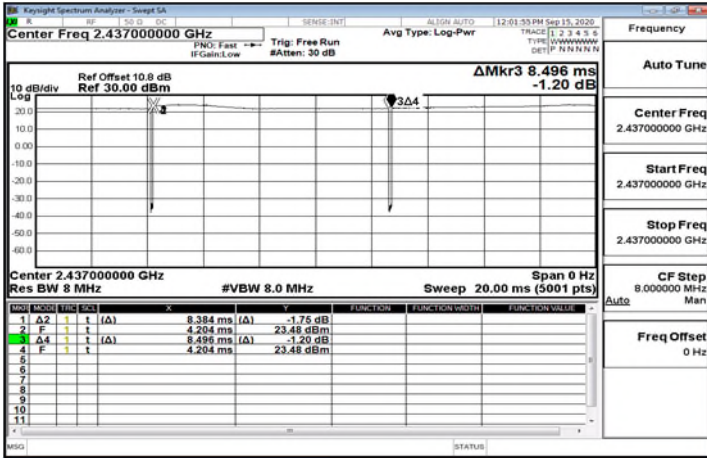 Keysight Spectrum Analyzer - Swept SA
R RF 50 Ω DC SENSE:INT ALIGN AUTO 12:01:55 PM Sep 15, 2020
Center Freq 2.437000000 GHz
PNO: Fast
IFGain:Low
Trig: Free Run
#Atten: 30 dB
Avg Type: Log-Pwr
TRACE 1 2 3 4 5 6
TYPE WWWWWW
DET P N N N N N
Ref Offset 10.8 dB
Ref 30.00 dBm
10 dB/div
Log
ΔMkr3 8.496 ms
-1.20 dB
3Δ4
20.0
10.0
0.00
-10.0
-20.0
-30.0
-40.0
-50.0
-60.0
Center 2.437000000 GHz Span 0 Hz
Res BW 8 MHz #VBW 8.0 MHz Sweep 20.00 ms (5001 pts)
MKR MODE TRC SCL X Y FUNCTION FUNCTION WIDTH FUNCTION VALUE
1 Δ2 1 t (Δ) 8.384 ms (Δ) -1.75 dB
2 F 1 t 4.204 ms 23.48 dBm
3 Δ4 1 t (Δ) 8.496 ms (Δ) -1.20 dB
4 F 1 t 4.204 ms 23.48 dBm
5
6
7
8
9
10
11
MSG STATUS
Frequency
Auto Tune
Center Freq
2.437000000 GHz
Start Freq
2.437000000 GHz
Stop Freq
2.437000000 GHz
CF Step
8.000000 MHz
Auto Man
Freq Offset
0 Hz